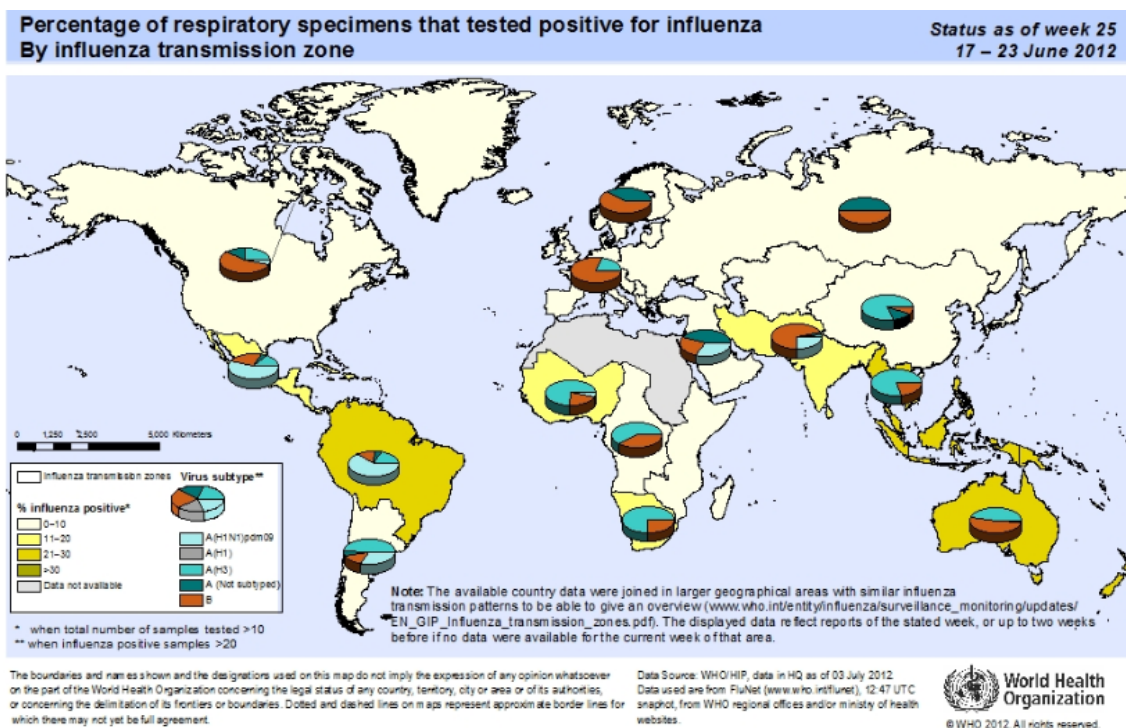 Percentage of respiratory specimens that tested positive for influenza
By influenza transmission zone
Status as of week 25
17 – 23 June 2012
0 1,250 2,500 5,000 Kilometers
Influenza transmission zones
% influenza positive*
0–10
11–20
21–30
>30
Data not available
Virus subtype**
A(H1N1)pdm09
A(H1)
A(H3)
A (Not subtyped)
B
* when total number of samples tested >10
** when influenza positive samples >20
Note: The available country data were joined in larger geographical areas with similar influenza
transmission patterns to be able to give an overview (www.who.int/entity/influenza/surveillance_monitoring/updates/
EN_GIP_Influenza_transmission_zones.pdf). The displayed data reflect reports of the stated week, or up to two weeks
before if no data were available for the current week of that area.
The boundaries and names shown and the designations used on this map do not imply the expression of any opinion whatsoever
on the part of the World Health Organization concerning the legal status of any country, territory, city or area or of its authorities,
or concerning the delimitation of its frontiers or boundaries. Dotted and dashed lines on maps represent approximate border lines for
which there may not yet be full agreement.
Data Source: WHO/HIP, data in HQ as of 03 July 2012
Data used are from FluNet (www.who.int/flunet), 12:47 UTC
snapshot, from WHO regional offices and/or ministry of health
websites.
World Health
Organization
© WHO 2012. All rights reserved.